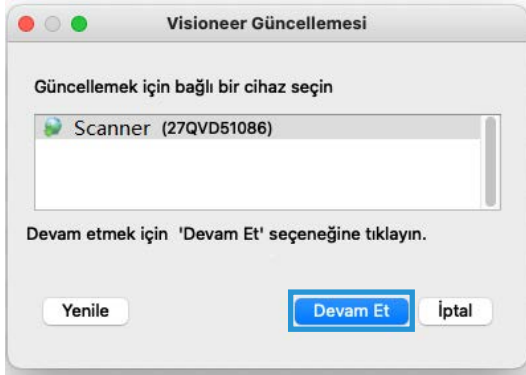 Visioneer Güncellemesi
Güncellemek için bağlı bir cihaz seçin
Scanner (27QVD51086)
Devam etmek için 'Devam Et' seçeneğine tıklayın.
Yenile Devam Et İptal